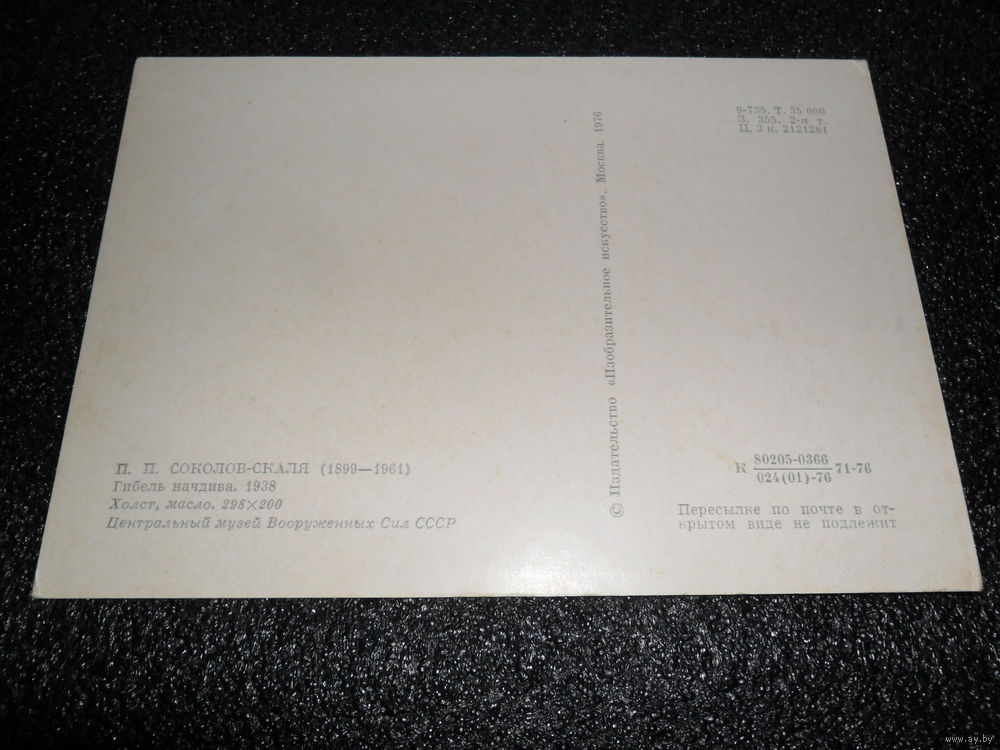 П. П. СОКОЛОВ-СКАЛЯ (1899—1961)
Гибель начдива. 1938
Холст, масло. 298×200
Центральный музей Вооруженных Сил СССР
© Издательство «Изобразительное искусство», Москва. 1976
9-735. Т. 35 000
З. 355. 2-я т.
Ц. 3 к. 2121281
К 80205-0366 71-76
024(01)-76
Пересылке по почте в от-
крытом виде не подлежит
www.ay.by